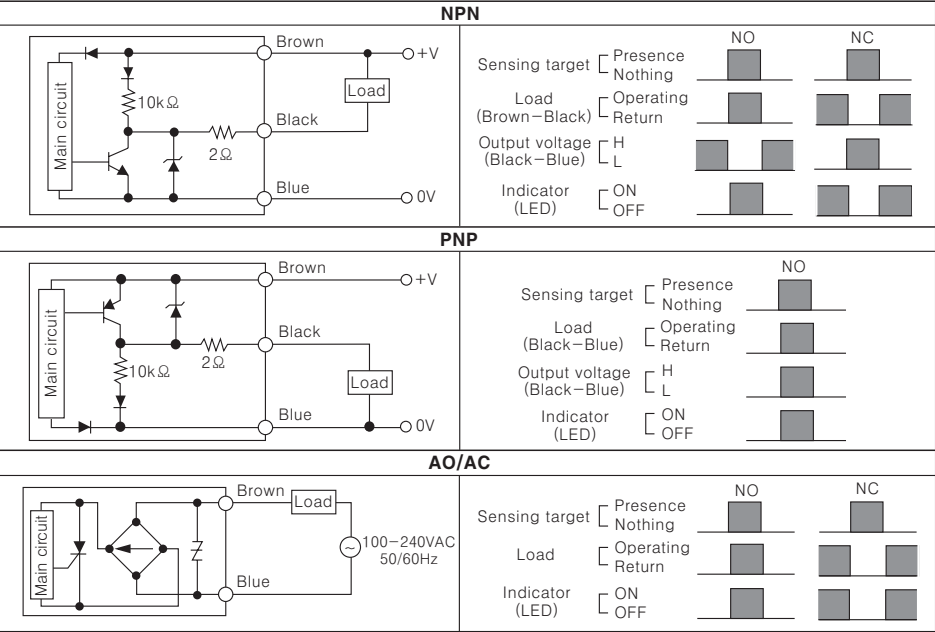 NPN
Main circuit
10kΩ
2Ω
Brown
Black
Blue
Load
+V
0V
NO NC
Sensing target Presence
Nothing
Load
(Brown−Black)
Operating
Return
Output voltage
(Black−Blue)
H
L
Indicator
(LED)
ON
OFF
PNP
Main circuit
10kΩ
2Ω
Brown
Black
Blue
Load
+V
0V
NO
Sensing target Presence
Nothing
Load
(Black−Blue)
Operating
Return
Output voltage
(Black−Blue)
H
L
Indicator
(LED)
ON
OFF
AO/AC
Main circuit
Brown
Blue
Load
~
100−240VAC
50/60Hz
NO NC
Sensing target Presence
Nothing
Load Operating
Return
Indicator
(LED)
ON
OFF